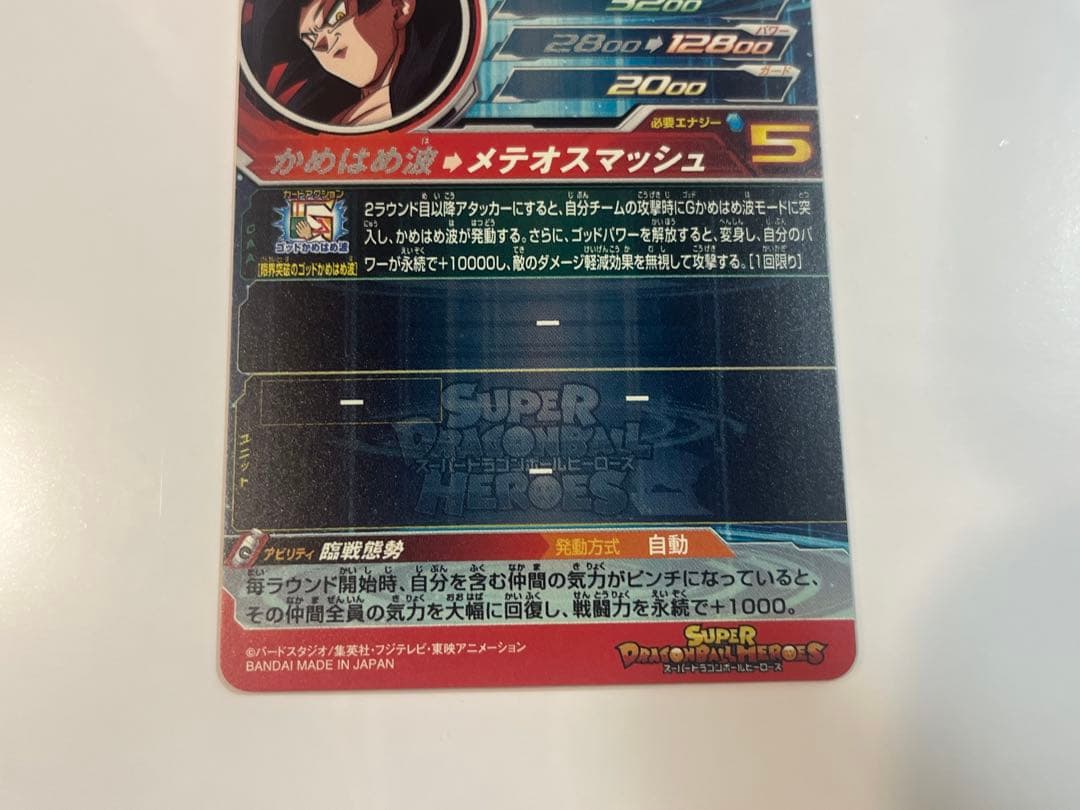 3200
パワー
2800➡12800
ガード
2000
必要エナジー 5
かめはめ波➡メテオスマッシュ
カードアクション
ゴッドかめはめ波
[限界突破のゴッドかめはめ波]
CAA
2ラウンド目以降アタッカーにすると、自分チームの攻撃時にGかめはめ波モードに突
入し、かめはめ波が発動する。さらに、ゴッドパワーを解放すると、変身し、自分のパ
ワーが永続で+10000し、敵のダメージ軽減効果を無視して攻撃する。[1回限り]
ー
ー ー
ー
ユニット
SUPER
DRAGONBALL
スーパードラゴンボールヒーローズ
HEROES
アビリティ 臨戦態勢 発動方式 自動
毎ラウンド開始時、自分を含む仲間の気力がピンチになっていると、
その仲間全員の気力を大幅に回復し、戦闘力を永続で+1000。
©バードスタジオ/集英社・フジテレビ・東映アニメーション
BANDAI MADE IN JAPAN
SUPER
DRAGONBALL HEROES
スーパードラゴンボールヒーローズ